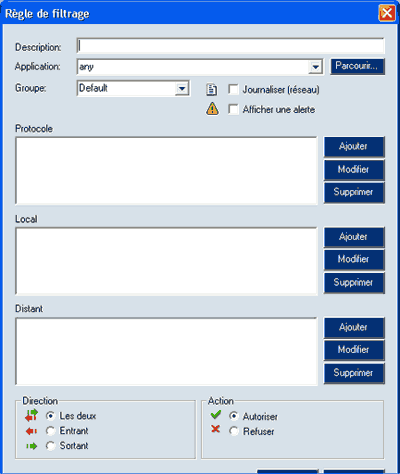 Règle de filtrage
Description:
Application: any Parcourir...
Groupe: Default Journaliser (réseau)
Afficher une alerte
Protocole
Ajouter
Modifier
Supprimer
Local
Ajouter
Modifier
Supprimer
Distant
Ajouter
Modifier
Supprimer
Direction Action
Les deux Autoriser
Entrant Refuser
Sortant